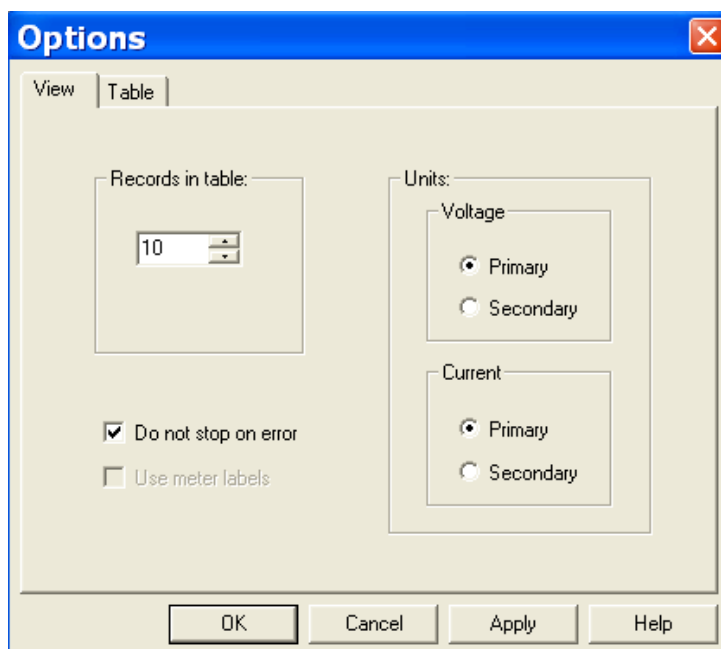 Options
View Table
Records in table:
10
Do not stop on error
Use meter labels
Units:
Voltage
Primary
Secondary
Current
Primary
Secondary
OK Cancel Apply Help